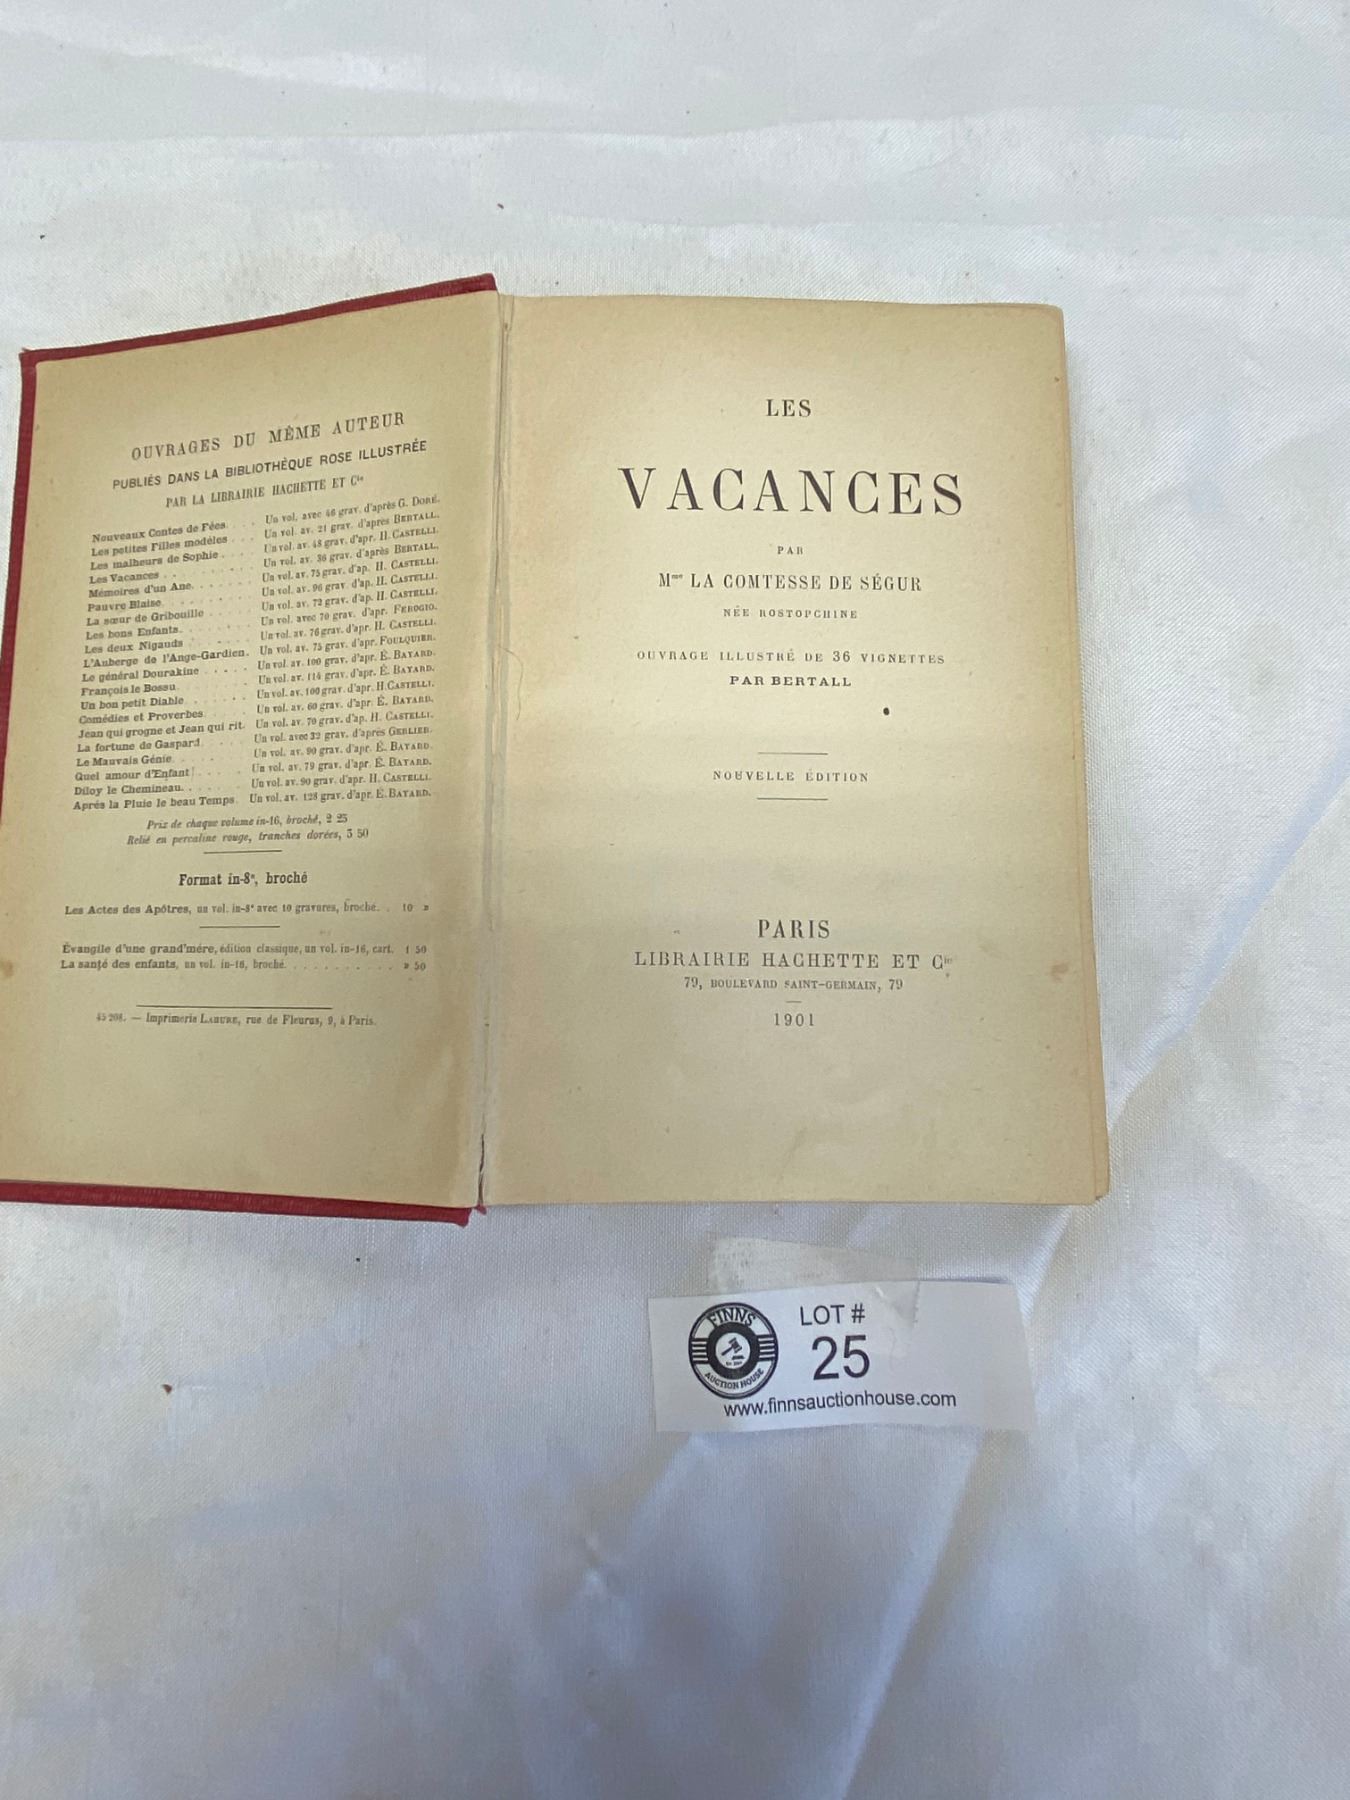 OUVRAGES DU MÊME AUTEUR
PUBLIÉS DANS LA BIBLIOTHÈQUE ROSE ILLUSTRÉE
PAR LA LIBRAIRIE HACHETTE ET Cie
Nouveaux Contes de Fées. . . . Un vol. avec 46 grav. d'après G. DORÉ.
Les petites Filles modèles . . . Un vol. av. 21 grav. d'après BERTALL.
Les malheurs de Sophie . . . . Un vol. av. 48 grav. d'apr. H. CASTELLI.
Les Vacances . . . . . . . . Un vol. av. 36 grav. d'après BERTALL.
Mémoires d'un Ane. . . . . . . Un vol. av. 75 grav. d'ap. H. CASTELLI.
Pauvre Blaise. . . . . . . . Un vol. av. 96 grav. d'ap. H. CASTELLI.
La sœur de Gribouille . . . . . Un vol. av. 72 grav. d'ap. H. CASTELLI.
Les bons Enfants. . . . . . . Un vol. avec 70 grav. d'apr. FEROGIO.
Les deux Nigauds . . . . . . Un vol. av. 76 grav. d'apr. H. CASTELLI.
L'Auberge de l'Ange-Gardien. Un vol. av. 75 grav. d'apr. FOULQUIER.
Le général Dourakine . . . . . Un vol. av. 100 grav. d'apr. É. BAYARD.
François le Bossu. . . . . . . Un vol. av. 114 grav. d'apr. É. BAYARD.
Un bon petit Diable. . . . . . Un vol. av. 100 grav. d'apr. H. CASTELLI.
Comédies et Proverbes. . . . . Un vol. av. 60 grav. d'apr. É. BAYARD.
Jean qui grogne et Jean qui rit. Un vol. av. 70 grav. d'ap. H. CASTELLI.
La fortune de Gaspard. . . . . Un vol. avec 32 grav. d'après GERLIER.
Le Mauvais Génie. . . . . . . Un vol. av. 90 grav. d'apr. É. BAYARD.
Quel amour d'Enfant! . . . . . Un vol. av. 79 grav. d'apr. É. BAYARD.
Diloy le Chemineau. . . . . . Un vol. av. 90 grav. d'apr. H. CASTELLI.
Après la Pluie le beau Temps. Un vol. av. 128 grav. d'apr. É. BAYARD.
Prix de chaque volume in-16, broché, 2 25
Relié en percaline rouge, tranches dorées, 3 50
Format in-8°, broché
Les Actes des Apôtres, un vol. in-8° avec 10 gravures, broché. . 10 »
Évangile d'une grand'mère, édition classique, un vol. in-16, cart. 1 50
La santé des enfants, un vol. in-16, broché. . . . . . . . . . . » 50
45 208. — Imprimerie LAHURE, rue de Fleurus, 9, à Paris.
LES
VACANCES
PAR
Mme LA COMTESSE DE SÉGUR
NÉE ROSTOPCHINE
OUVRAGE ILLUSTRÉ DE 36 VIGNETTES
PAR BERTALL
NOUVELLE ÉDITION
PARIS
LIBRAIRIE HACHETTE ET Cie
79, BOULEVARD SAINT-GERMAIN, 79
1901
FINNS
AUCTION HOUSE
LOT #
25
www.finnsauctionhouse.com